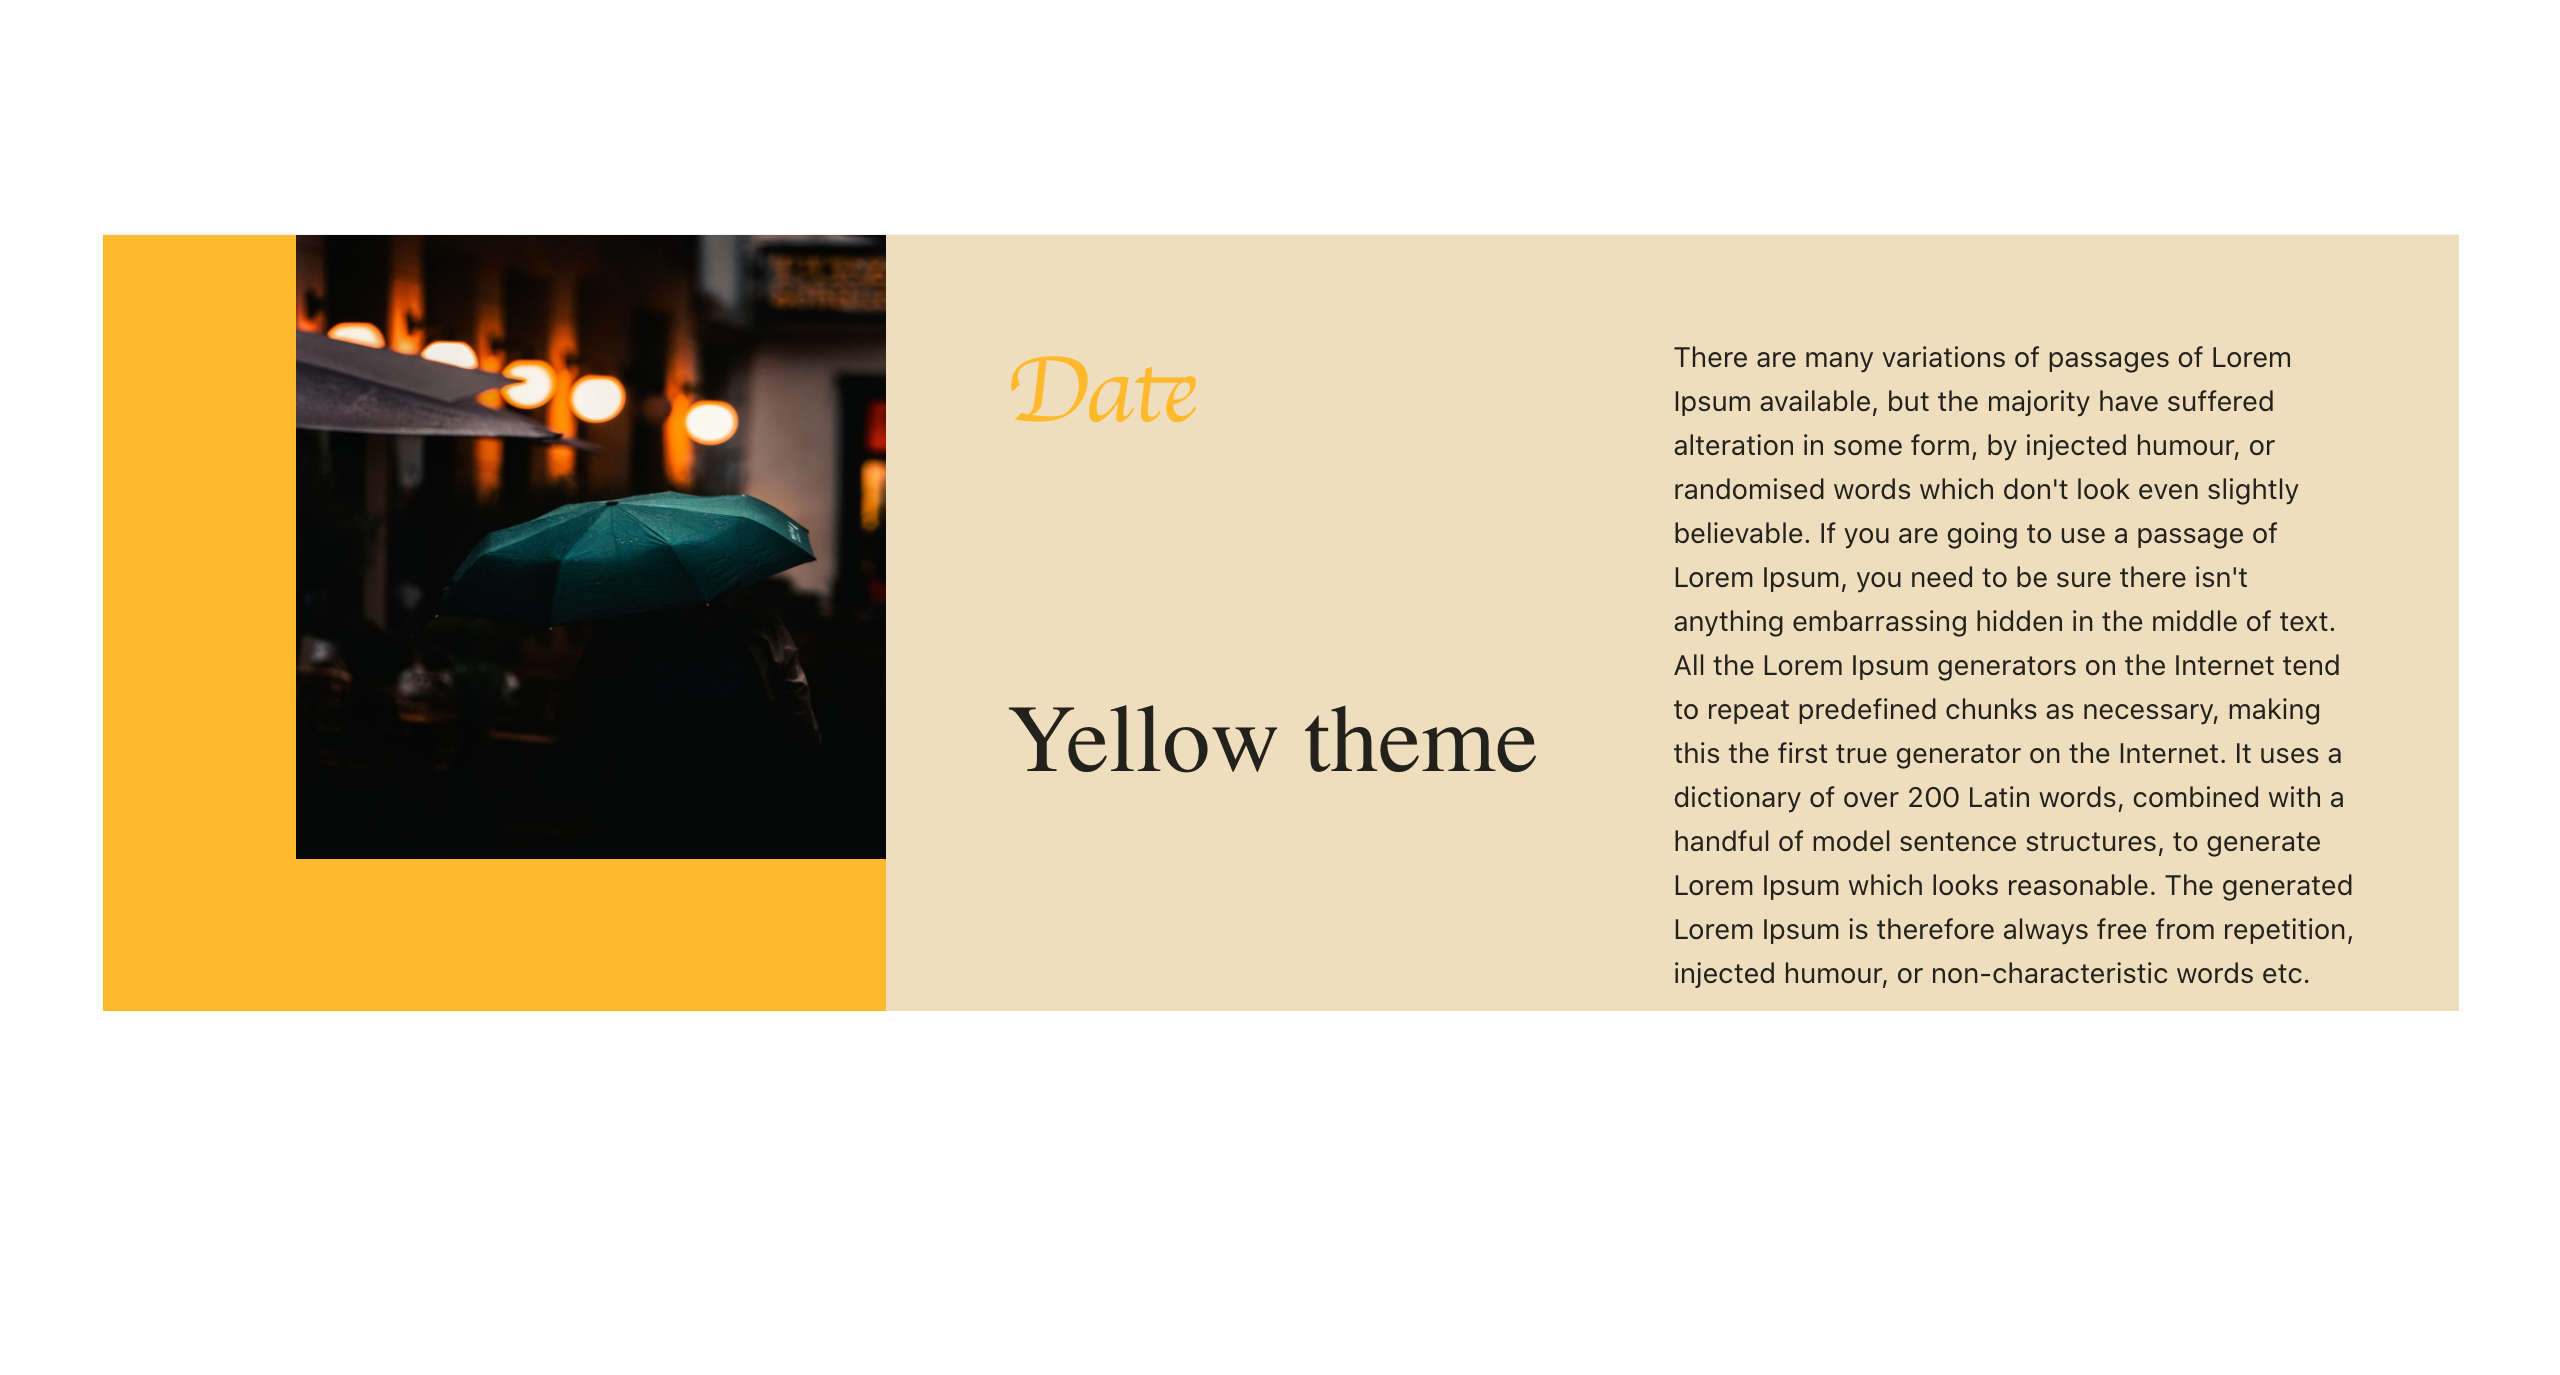 Date
Yellow theme
There are many variations of passages of Lorem
Ipsum available, but the majority have suffered
alteration in some form, by injected humour, or
randomised words which don't look even slightly
believable. If you are going to use a passage of
Lorem Ipsum, you need to be sure there isn't
anything embarrassing hidden in the middle of text.
All the Lorem Ipsum generators on the Internet tend
to repeat predefined chunks as necessary, making
this the first true generator on the Internet. It uses a
dictionary of over 200 Latin words, combined with a
handful of model sentence structures, to generate
Lorem Ipsum which looks reasonable. The generated
Lorem Ipsum is therefore always free from repetition,
injected humour, or non-characteristic words etc.